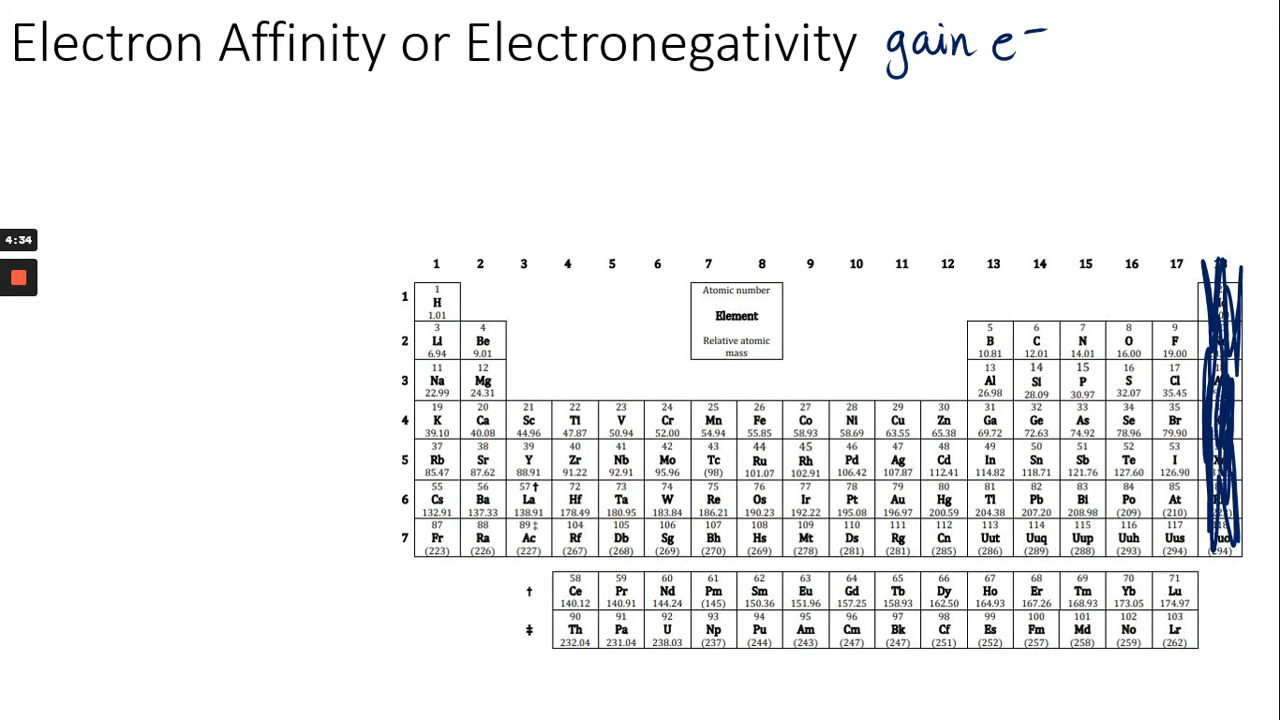 Electron Affinity or Electronegativity gain e⁻
4:34
1 2 3 4 5 6 7 8 9 10 11 12 13 14 15 16 17
1
1
H
1.01
Atomic number
Element
Relative atomic
mass
2
3 4 5 6 7 8 9
Li Be B C N O F
6.94 9.01 10.81 12.01 14.01 16.00 19.00
3
11 12 13 14 15 16 17
Na Mg Al Si P S Cl
22.99 24.31 26.98 28.09 30.97 32.07 35.45
4
19 20 21 22 23 24 25 26 27 28 29 30 31 32 33 34 35
K Ca Sc Ti V Cr Mn Fe Co Ni Cu Zn Ga Ge As Se Br
39.10 40.08 44.96 47.87 50.94 52.00 54.94 55.85 58.93 58.69 63.55 65.38 69.72 72.63 74.92 78.96 79.90
5
37 38 39 40 41 42 43 44 45 46 47 48 49 50 51 52 53
Rb Sr Y Zr Nb Mo Tc Ru Rh Pd Ag Cd In Sn Sb Te I
85.47 87.62 88.91 91.22 92.91 95.96 (98) 101.07 102.91 106.42 107.87 112.41 114.82 118.71 121.76 127.60 126.90
6
55 56 57† 72 73 74 75 76 77 78 79 80 81 82 83 84 85
Cs Ba La Hf Ta W Re Os Ir Pt Au Hg Tl Pb Bi Po At
132.91 137.33 138.91 178.49 180.95 183.84 186.21 190.23 192.22 195.08 196.97 200.59 204.38 207.20 208.98 (209) (210)
7
87 88 89‡ 104 105 106 107 108 109 110 111 112 113 114 115 116 117
Fr Ra Ac Rf Db Sg Bh Hs Mt Ds Rg Cn Uut Uuq Uup Uuh Uus
(223) (226) (227) (267) (268) (269) (270) (269) (278) (281) (281) (285) (286) (289) (288) (293) (294)
†
58 59 60 61 62 63 64 65 66 67 68 69 70 71
Ce Pr Nd Pm Sm Eu Gd Tb Dy Ho Er Tm Yb Lu
140.12 140.91 144.24 (145) 150.36 151.96 157.25 158.93 162.50 164.93 167.26 168.93 173.05 174.97
‡
90 91 92 93 94 95 96 97 98 99 100 101 102 103
Th Pa U Np Pu Am Cm Bk Cf Es Fm Md No Lr
232.04 231.04 238.03 (237) (244) (243) (247) (247) (251) (252) (257) (258) (259) (262)